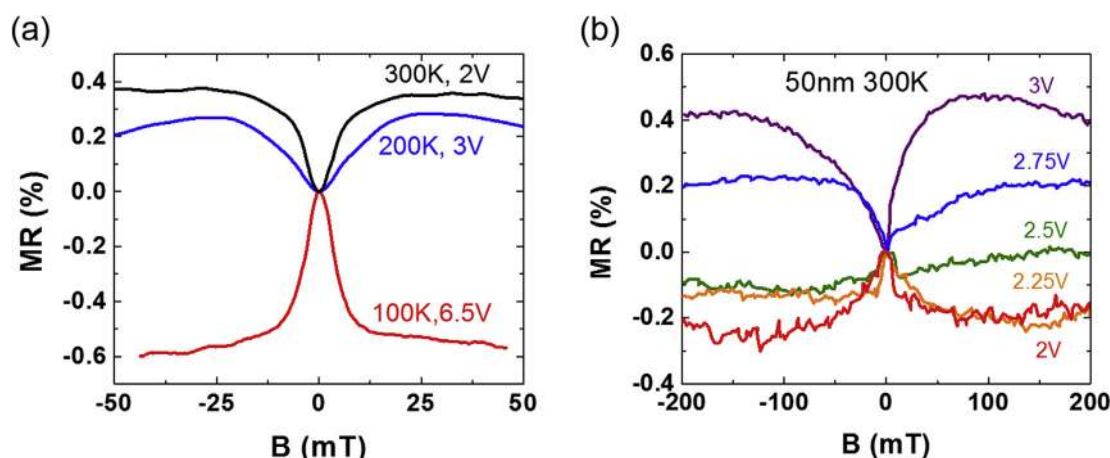 (a)
0.4
0.2
0.0
-0.2
-0.4
-0.6
MR (%)
300K, 2V
200K, 3V
100K,6.5V
-50
-25
0
25
50
B (mT)
(b)
0.6
0.4
0.2
0.0
-0.2
-0.4
MR (%)
50nm 300K
3V
2.75V
2.5V
2.25V
2V
-200
-100
0
100
200
B (mT)